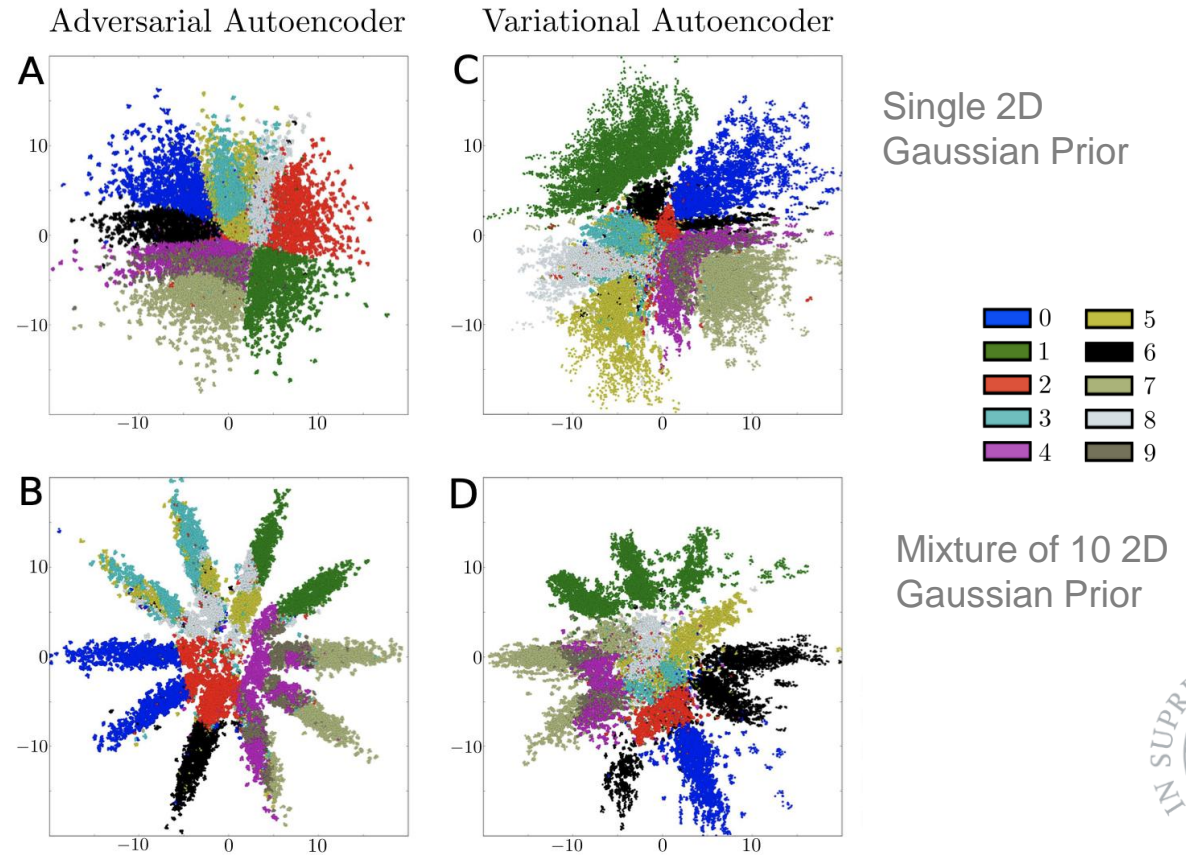 Adversarial Autoencoder
Variational Autoencoder
A
10
0
−10
−10 0 10
C
10
0
−10
−10 0 10
Single 2D
Gaussian Prior
0 5
1 6
2 7
3 8
4 9
B
10
0
−10
−10 0 10
D
10
0
−10
−10 0 10
Mixture of 10 2D
Gaussian Prior
IN SUPR